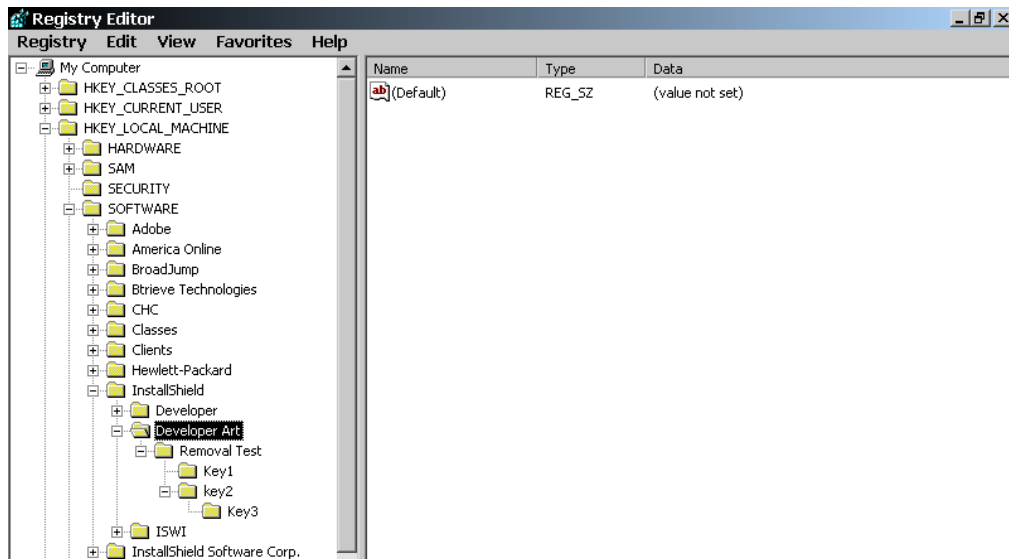 Registry Editor
Registry Edit View Favorites Help
My Computer
HKEY_CLASSES_ROOT
HKEY_CURRENT_USER
HKEY_LOCAL_MACHINE
HARDWARE
SAM
SECURITY
SOFTWARE
Adobe
America Online
BroadJump
Btrieve Technologies
CHC
Classes
Clients
Hewlett-Packard
InstallShield
Developer
Developer Art
Removal Test
Key1
key2
Key3
ISWI
InstallShield Software Corp.
Name Type Data
ab (Default) REG_SZ (value not set)